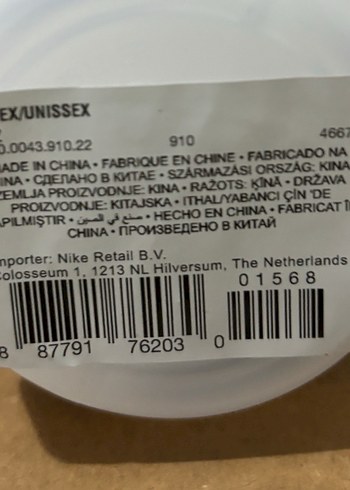 EX/UNISSEX
0.0043.910.22 910 4667
MADE IN CHINA • FABRIQUE EN CHINE • FABRICADO NA
INA • СДЕЛАНО В КИТАЕ • SZÁRMAZÁSI ORSZÁG: KINA
ZEMLJA PROIZVODNJE: KINA • RAŽOTS: ĶĪNĀ • DRŽAVA
PROIZVODNJE: KITAJSKA • ITHAL/YABANCI ÇİN 'DE
APILMIŞTIR • صنع في الصين • HECHO EN CHINA • FABRICAT ÎN
CHINA • ПРОИЗВЕДЕНО В КИТАЙ
mporter: Nike Retail B.V.
Colosseum 1, 1213 NL Hilversum, The Netherlands
01568
8 87791 76203 0